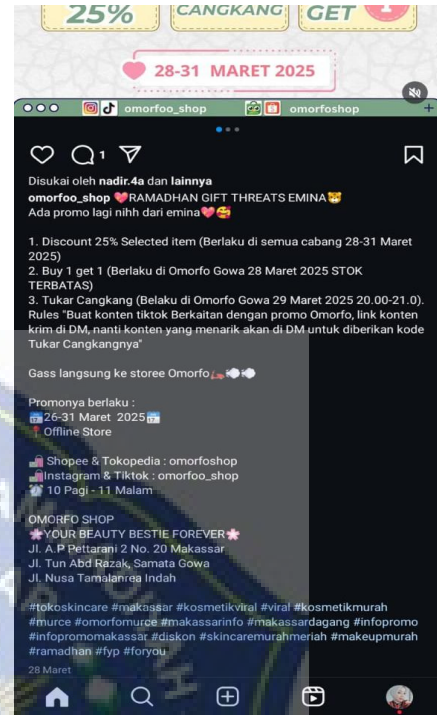 25%
CANGKANG
GET
1
28-31 MARET 2025
omorfoo_shop
omorfoshop
1
Disukai oleh nadir.4a dan lainnya
omorfoo_shop 💖RAMADHAN GIFT THREATS EMINA🐯
Ada promo lagi nihh dari emina💖🥰
1. Discount 25% Selected item (Berlaku di semua cabang 28-31 Maret
2025)
2. Buy 1 get 1 (Berlaku di Omorfo Gowa 28 Maret 2025 STOK
TERBATAS)
3. Tukar Cangkang (Belaku di Omorfo Gowa 29 Maret 2025 20.00-21.0).
Rules "Buat konten tiktok Berkaitan dengan promo Omorfo, link konten
krim di DM, nanti konten yang menarik akan di DM untuk diberikan kode
Tukar Cangkangnya"
Gass langsung ke storee Omorfo🛵💨💨
Promonya berlaku :
📅26-31 Maret 2025📅
📍Offline Store
🛍️Shopee & Tokopedia : omorfoshop
🛍️Instagram & Tiktok : omorfoo_shop
⏰ 10 Pagi - 11 Malam
OMORFO SHOP
🌸YOUR BEAUTY BESTIE FOREVER🌸
Jl. A.P Pettarani 2 No. 20 Makassar
Jl. Tun Abd Razak, Samata Gowa
Jl. Nusa Tamalanrea Indah
#tokoskincare #makassar #kosmetikviral #viral #kosmetikmurah
#murce #omorfomurce #makassarinfo #makassardagang #infopromo
#infopromomakassar #diskon #skincaremurahmeriah #makeupmurah
#ramadhan #fyp #foryou
28 Maret